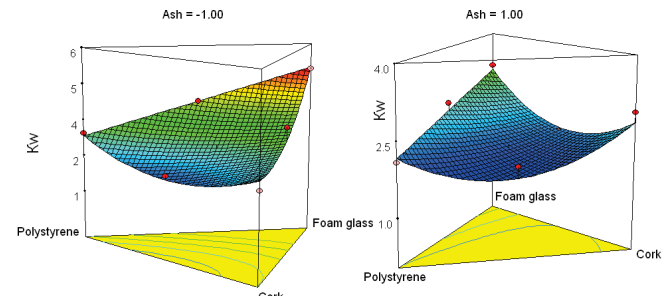 Ash = -1.00
Ash = 1.00
6
5
4
2
1
Kw
Polystyrene
Foam glass
Cork
4.0
2.5
1.0
Kw
Foam glass
Cork
Polystyrene